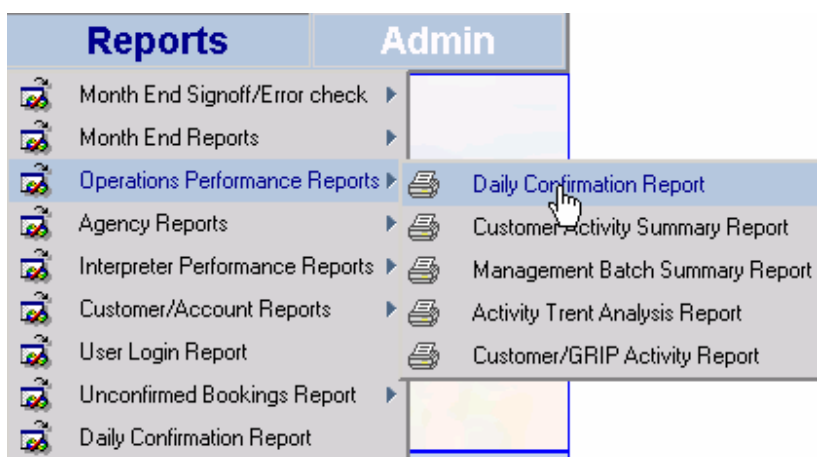 Reports Admin
Month End Signoff/Error check
Month End Reports
Operations Performance Reports
Daily Confirmation Report
Agency Reports
Customer Activity Summary Report
Interpreter Performance Reports
Management Batch Summary Report
Customer/Account Reports
Activity Trent Analysis Report
User Login Report
Customer/GRIP Activity Report
Unconfirmed Bookings Report
Daily Confirmation Report